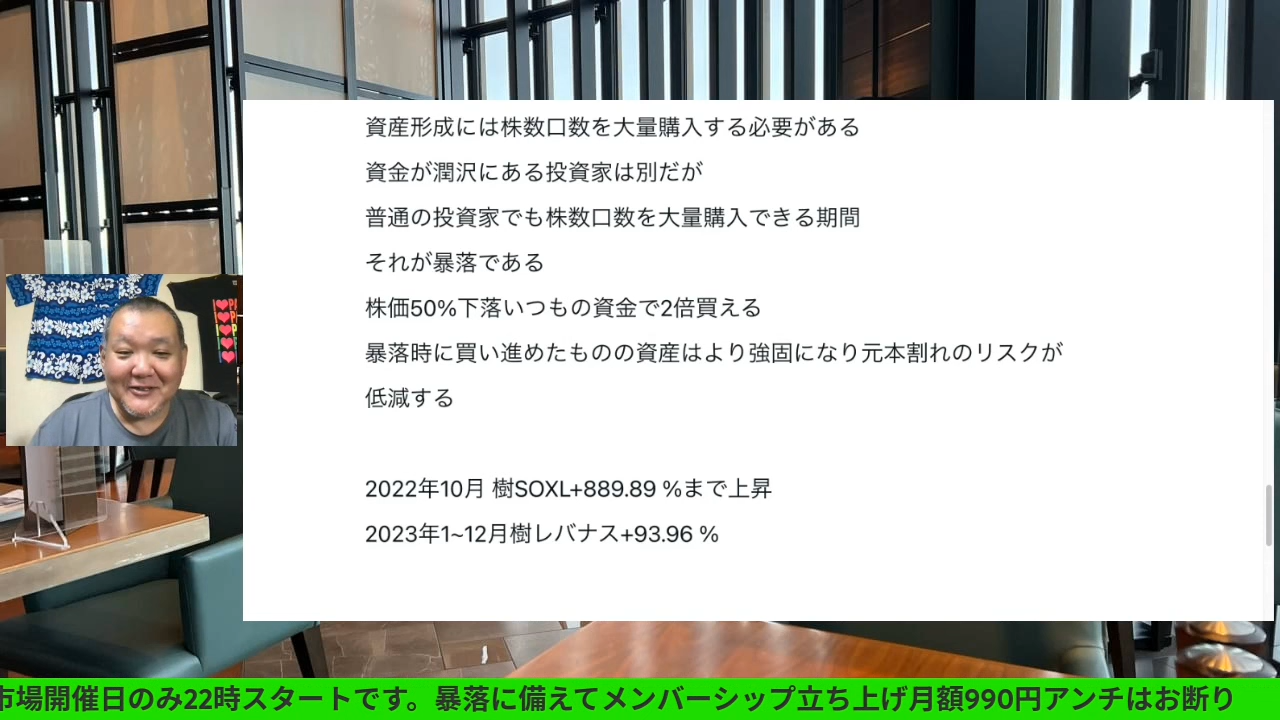 資産形成には株数口数を大量購入する必要がある
資金が潤沢にある投資家は別だが
普通の投資家でも株数口数を大量購入できる期間
それが暴落である
株価50%下落いつもの資金で2倍買える
暴落時に買い進めたものの資産はより強固になり元本割れのリスクが
低減する
2022年10月 樹SOXL+889.89 %まで上昇
2023年1~12月樹レバナス+93.96 %
市場開催日のみ22時スタートです。暴落に備えてメンバーシップ立ち上げ月額990円アンチはお断り